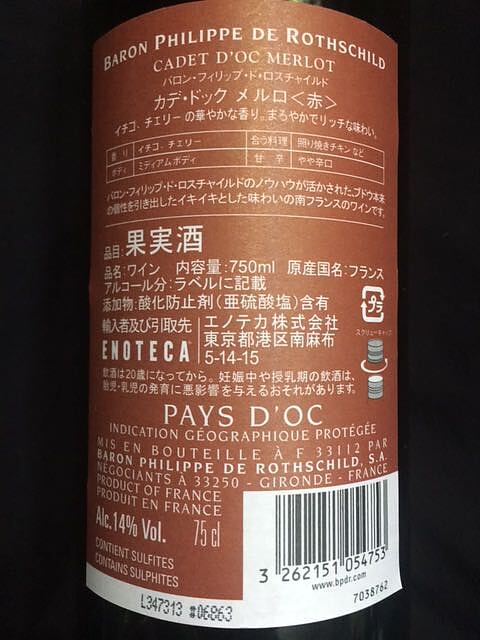 BARON PHILIPPE DE ROTHSCHILD
CADET D'OC MERLOT
バロン・フィリップ・ド・ロスチャイルド
カデ・ドック メルロ＜赤＞
イチゴ、チェリーの華やかな香り。まろやかでリッチな味わい。
香り イチゴ、チェリー 合う料理 照り焼きチキンなど
ボディ ミディアムボディ 甘辛 やや辛口
バロン・フィリップ・ド・ロスチャイルドのノウハウが活かされた、ブドウ本来
の個性を引き出したイキイキとした味わいの南フランスのワインです。
品目:果実酒
品名:ワイン 内容量:750ml 原産国名:フランス
アルコール分:ラベルに記載
添加物:酸化防止剤(亜硫酸塩)含有
プラ
輸入者及び引取先 エノテカ株式会社
ENOTECA 東京都港区南麻布
5-14-15
スクリューキャップ
飲酒は20歳になってから。妊娠中や授乳期の飲酒は、
胎児・乳児の発育に悪影響を与えるおそれがあります。
PAYS D'OC
INDICATION GÉOGRAPHIQUE PROTÉGÉE
MIS EN BOUTEILLE À F 33112 PAR
BARON PHILIPPE DE ROTHSCHILD, S.A.
NÉGOCIANTS A 33250 - GIRONDE - FRANCE
PRODUCT OF FRANCE
PRODUIT EN FRANCE
Alc. 14% Vol. 75 cl
CONTIENT SULFITES
CONTAINS SULPHITES
3 262151 054753
www.bpdr.com
7038762
L347313 #06863